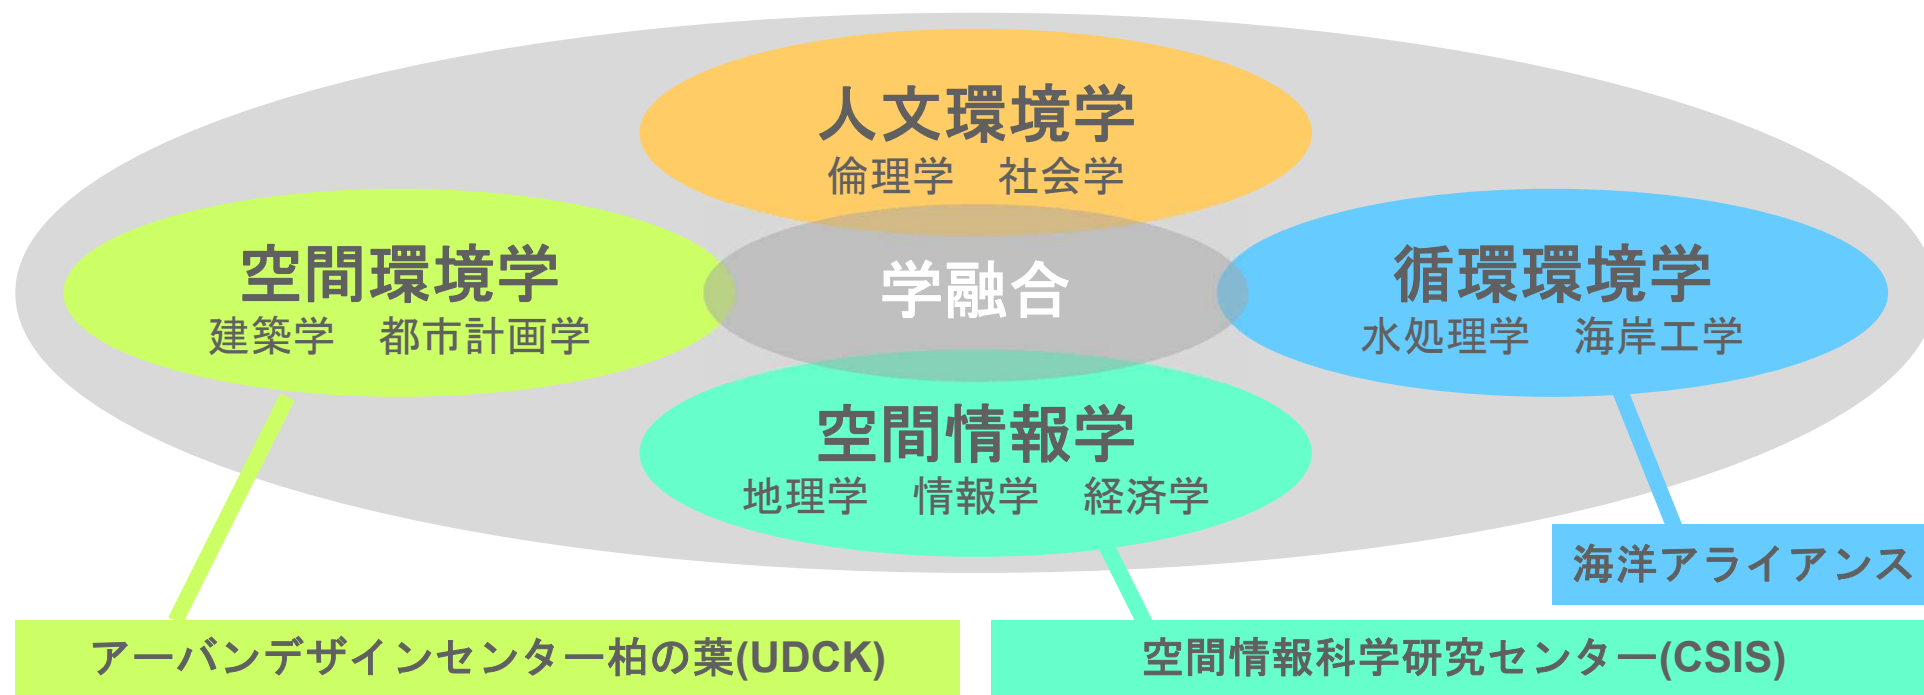 人文環境学
倫理学　社会学
空間環境学
建築学　都市計画学
学融合
循環環境学
水処理学　海岸工学
空間情報学
地理学　情報学　経済学
海洋アライアンス
アーバンデザインセンター柏の葉(UDCK)
空間情報科学研究センター(CSIS)